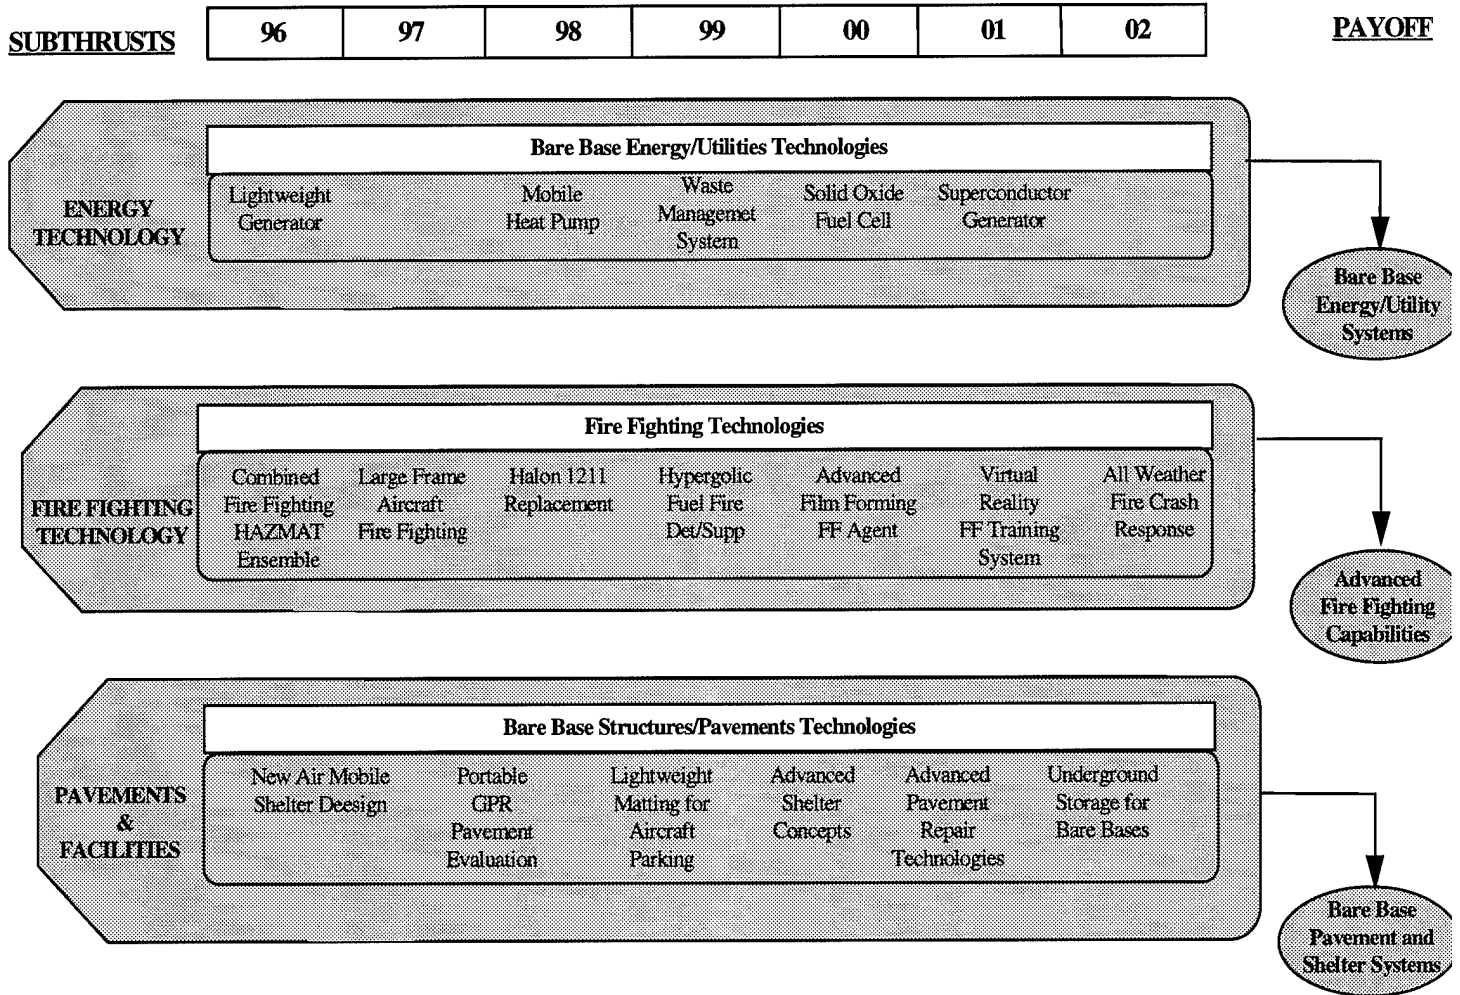 SUBTHRUSTS 96 97 98 99 00 01 02 PAYOFF
Bare Base Energy/Utilities Technologies
ENERGY
TECHNOLOGY
Lightweight
Generator
Mobile
Heat Pump
Waste
Managemet
System
Solid Oxide
Fuel Cell
Superconductor
Generator
Bare Base
Energy/Utility
Systems
Fire Fighting Technologies
FIRE FIGHTING
TECHNOLOGY
Combined
Fire Fighting
HAZMAT
Ensemble
Large Frame
Aircraft
Fire Fighting
Halon 1211
Replacement
Hypergolic
Fuel Fire
Det/Supp
Advanced
Film Forming
FF Agent
Virtual
Reality
FF Training
System
All Weather
Fire Crash
Response
Advanced
Fire Fighting
Capabilities
Bare Base Structures/Pavements Technologies
PAVEMENTS
&
FACILITIES
New Air Mobile
Shelter Deesign
Portable
GPR
Pavement
Evaluation
Lightweight
Matting for
Aircraft
Parking
Advanced
Shelter
Concepts
Advanced
Pavement
Repair
Technologies
Underground
Storage for
Bare Bases
Bare Base
Pavement and
Shelter Systems